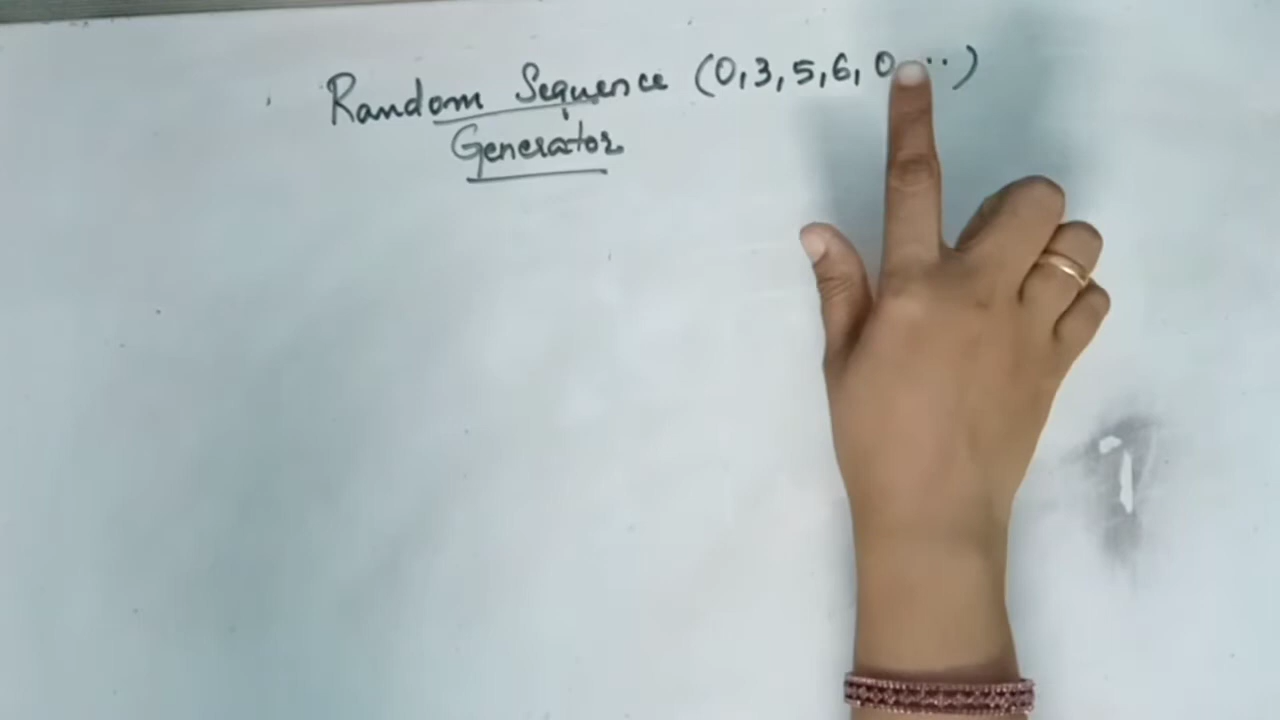 Random Sequence (0,3,5,6,0,...)
Generator